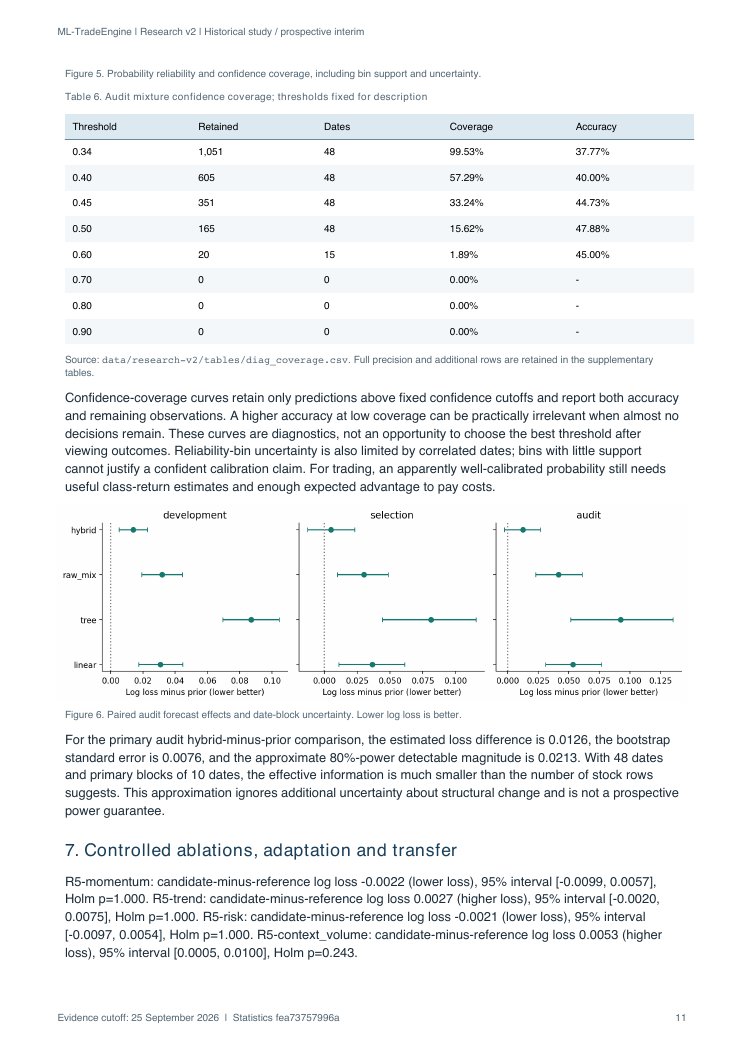 ML-TradeEngine | Research v2 | Historical study / prospective interim
Figure 5. Probability reliability and confidence coverage, including bin support and uncertainty.
Table 6. Audit mixture confidence coverage; thresholds fixed for description
Threshold Retained Dates Coverage Accuracy
0.34 1,051 48 99.53% 37.77%
0.40 605 48 57.29% 40.00%
0.45 351 48 33.24% 44.73%
0.50 165 48 15.62% 47.88%
0.60 20 15 1.89% 45.00%
0.70 0 0 0.00% -
0.80 0 0 0.00% -
0.90 0 0 0.00% -
Source: data/research-v2/tables/diag_coverage.csv. Full precision and additional rows are retained in the supplementary
tables.
Confidence-coverage curves retain only predictions above fixed confidence cutoffs and report both accuracy
and remaining observations. A higher accuracy at low coverage can be practically irrelevant when almost no
decisions remain. These curves are diagnostics, not an opportunity to choose the best threshold after
viewing outcomes. Reliability-bin uncertainty is also limited by correlated dates; bins with little support
cannot justify a confident calibration claim. For trading, an apparently well-calibrated probability still needs
useful class-return estimates and enough expected advantage to pay costs.
development selection audit
hybrid
raw_mix
tree
linear
0.00 0.02 0.04 0.06 0.08 0.10 0.000 0.025 0.050 0.075 0.100 0.000 0.025 0.050 0.075 0.100 0.125
Log loss minus prior (lower better) Log loss minus prior (lower better) Log loss minus prior (lower better)
Figure 6. Paired audit forecast effects and date-block uncertainty. Lower log loss is better.
For the primary audit hybrid-minus-prior comparison, the estimated loss difference is 0.0126, the bootstrap
standard error is 0.0076, and the approximate 80%-power detectable magnitude is 0.0213. With 48 dates
and primary blocks of 10 dates, the effective information is much smaller than the number of stock rows
suggests. This approximation ignores additional uncertainty about structural change and is not a prospective
power guarantee.
7. Controlled ablations, adaptation and transfer
R5-momentum: candidate-minus-reference log loss -0.0022 (lower loss), 95% interval [-0.0099, 0.0057],
Holm p=1.000. R5-trend: candidate-minus-reference log loss 0.0027 (higher loss), 95% interval [-0.0020,
0.0075], Holm p=1.000. R5-risk: candidate-minus-reference log loss -0.0021 (lower loss), 95% interval
[-0.0097, 0.0054], Holm p=1.000. R5-context_volume: candidate-minus-reference log loss 0.0053 (higher
loss), 95% interval [0.0005, 0.0100], Holm p=0.243.
Evidence cutoff: 25 September 2026 | Statistics fea73757996a 11